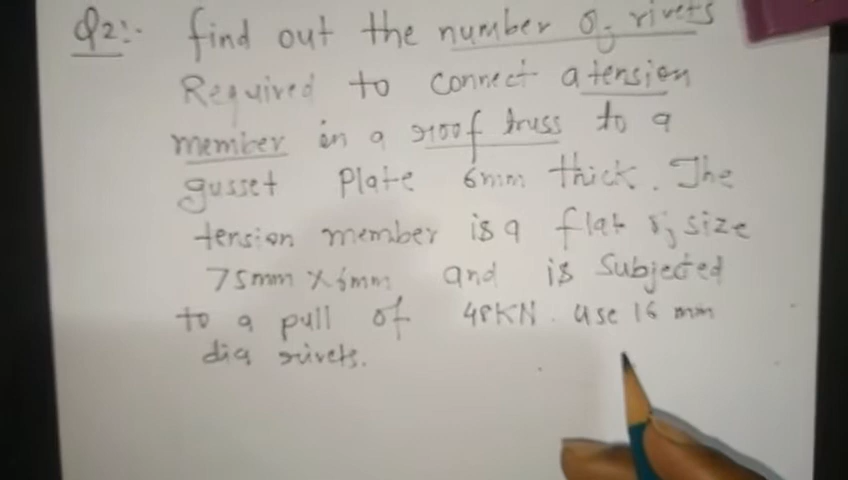 Q2:- find out the number of rivets
Required to connect a tension
member in a roof truss to a
gusset Plate 6mm thick. The
tension member is a flat of size
75mm x 6mm and is Subjected
to a pull of 48KN. use 16 mm
dia rivets.